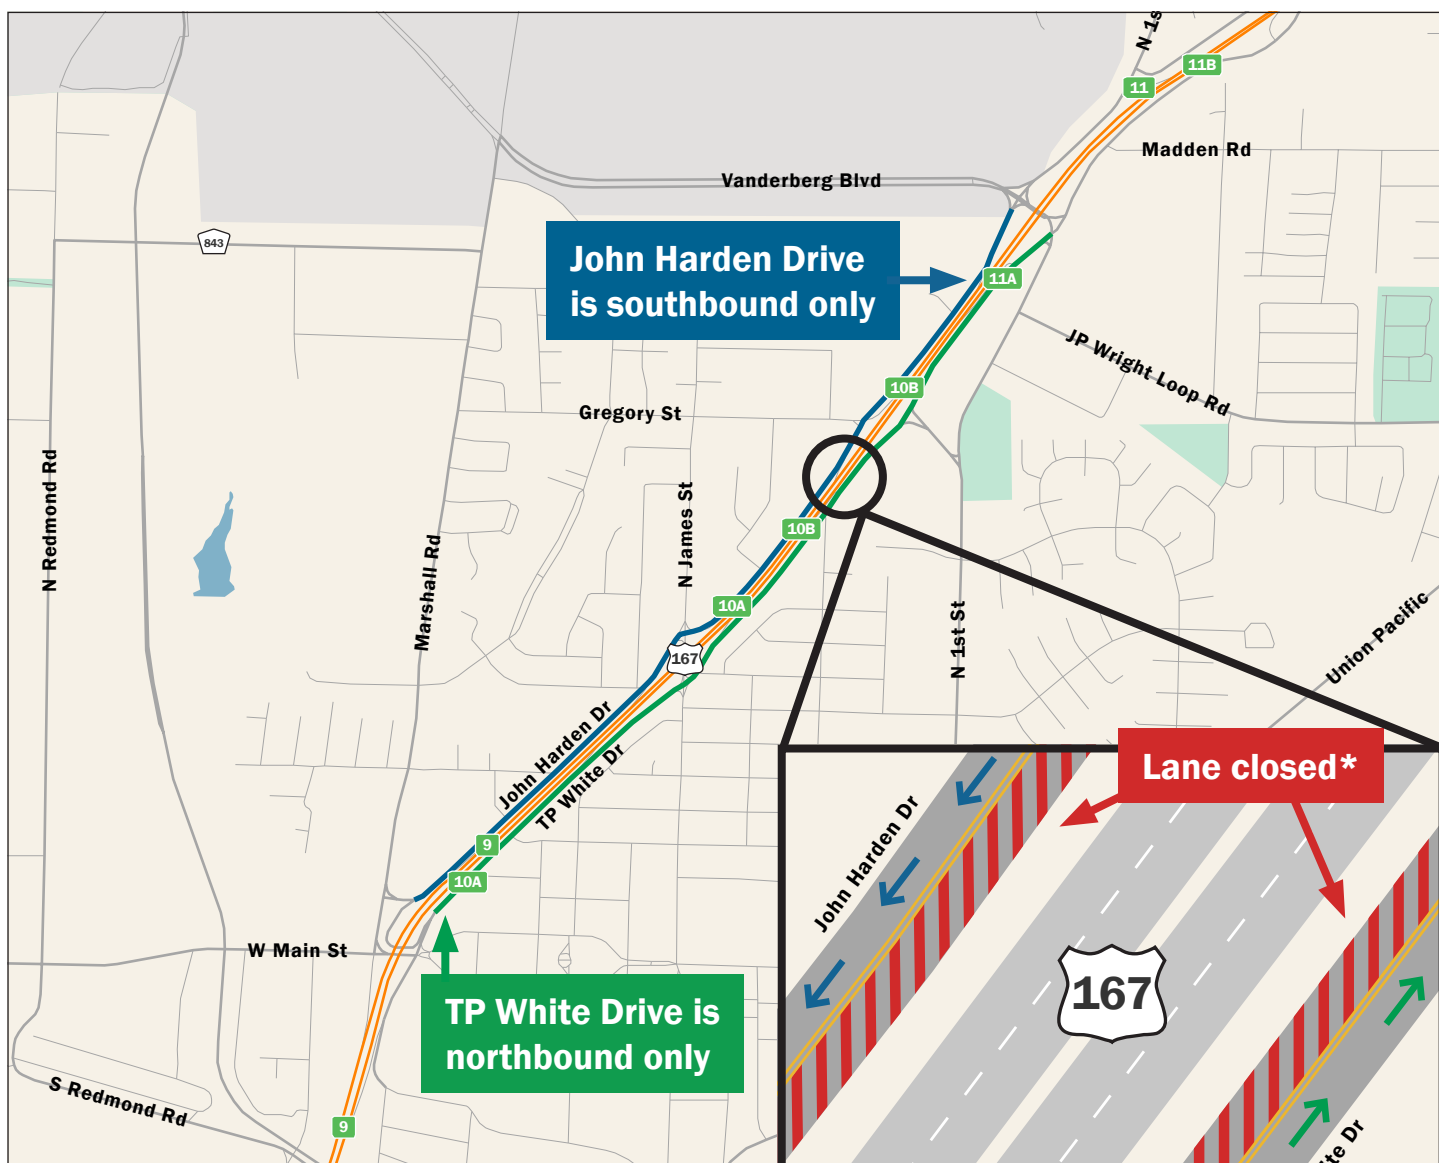 N 1s
11B
11
Madden Rd
Vanderberg Blvd
843
John Harden Drive
is southbound only
11A
JP Wright Loop Rd
10B
Gregory St
N Redmond Rd
N James St
10B
Marshall Rd
10A
N 1st St
Union Pacific
167
John Harden Dr
TP White Dr
Lane closed*
9
John Harden Dr
10A
W Main St
167
TP White Drive is
northbound only
S Redmond Rd
9
ite Dr